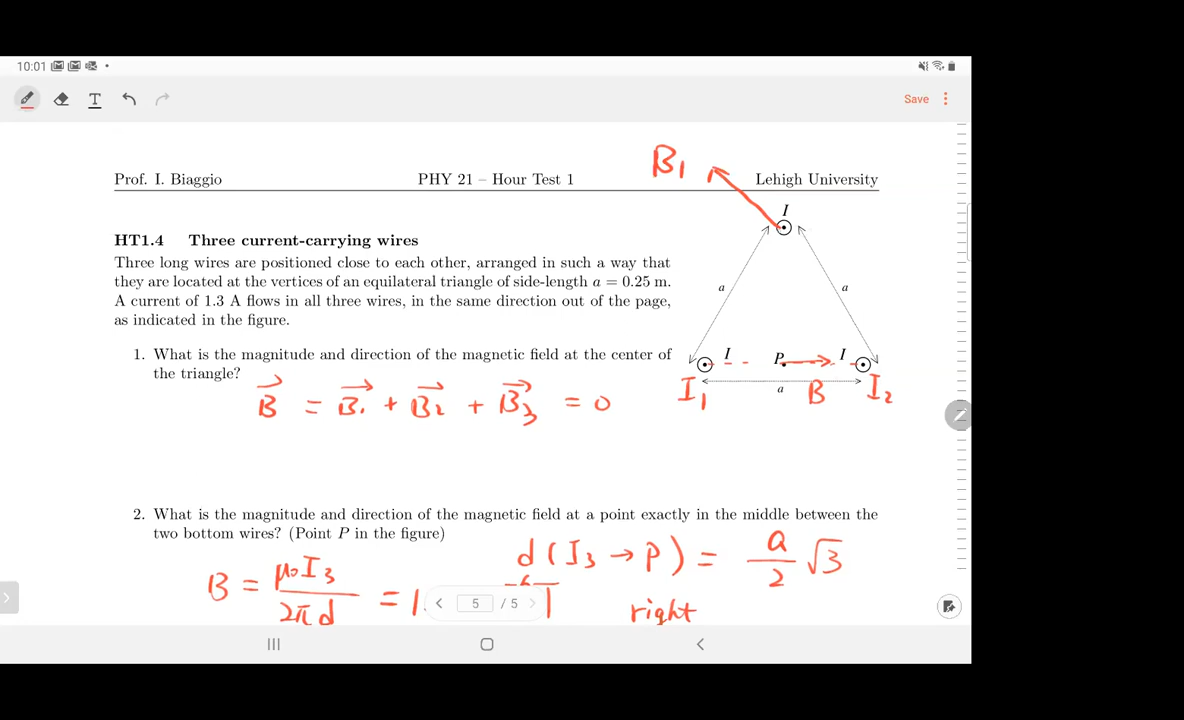 10:01
T
Save
B1
Prof. I. Biaggio PHY 21 – Hour Test 1 Lehigh University
I
HT1.4 Three current-carrying wires
Three long wires are positioned close to each other, arranged in such a way that
they are located at the vertices of an equilateral triangle of side-length a = 0.25 m.
A current of 1.3 A flows in all three wires, in the same direction out of the page,
as indicated in the figure.
a a
1. What is the magnitude and direction of the magnetic field at the center of
the triangle?
I P I
a
I1 B I2
B = B1 + B2 + B3 = 0
2. What is the magnitude and direction of the magnetic field at a point exactly in the middle between the
two bottom wires? (Point P in the figure)
d (I3 → P) = a/2 √3
B = μ0 I3 / 2π d = 1.
5 / 5
right